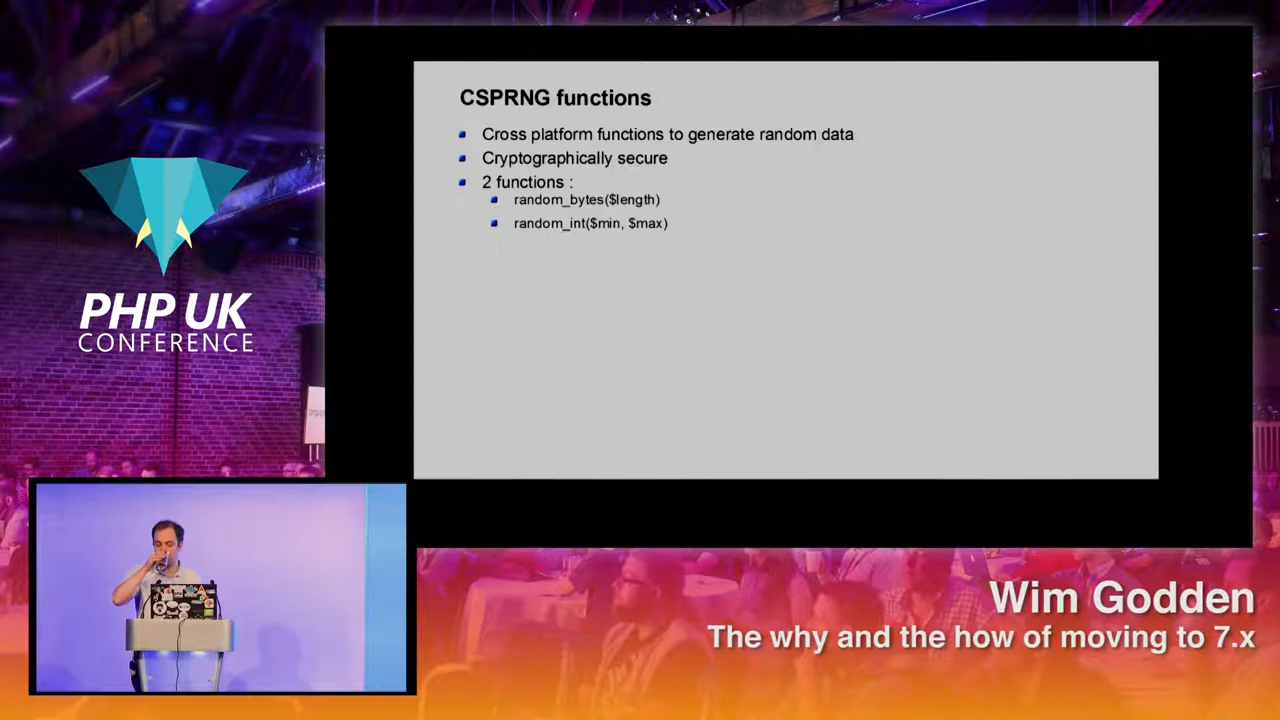 CSPRNG functions
Cross platform functions to generate random data
Cryptographically secure
2 functions :
random_bytes($length)
random_int($min, $max)
PHP UK
CONFERENCE
Wim Godden
The why and the how of moving to 7.x